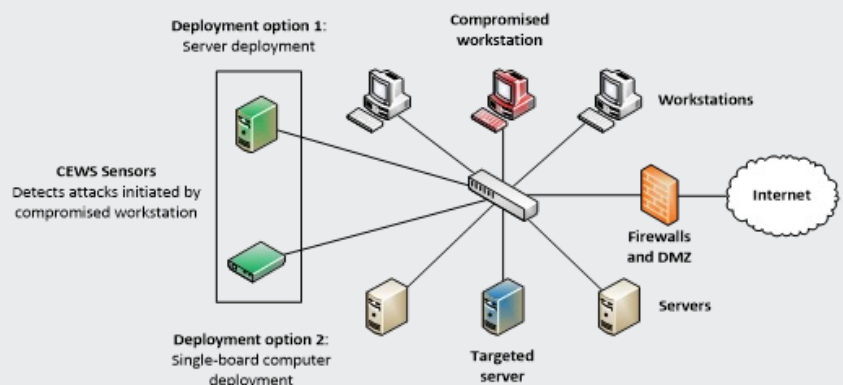 Deployment option 1:
Server deployment
Compromised
workstation
Workstations
CEWS Sensors
Detects attacks initiated by
compromised workstation
Internet
Firewalls
and DMZ
Servers
Deployment option 2:
Single-board computer
deployment
Targeted
server